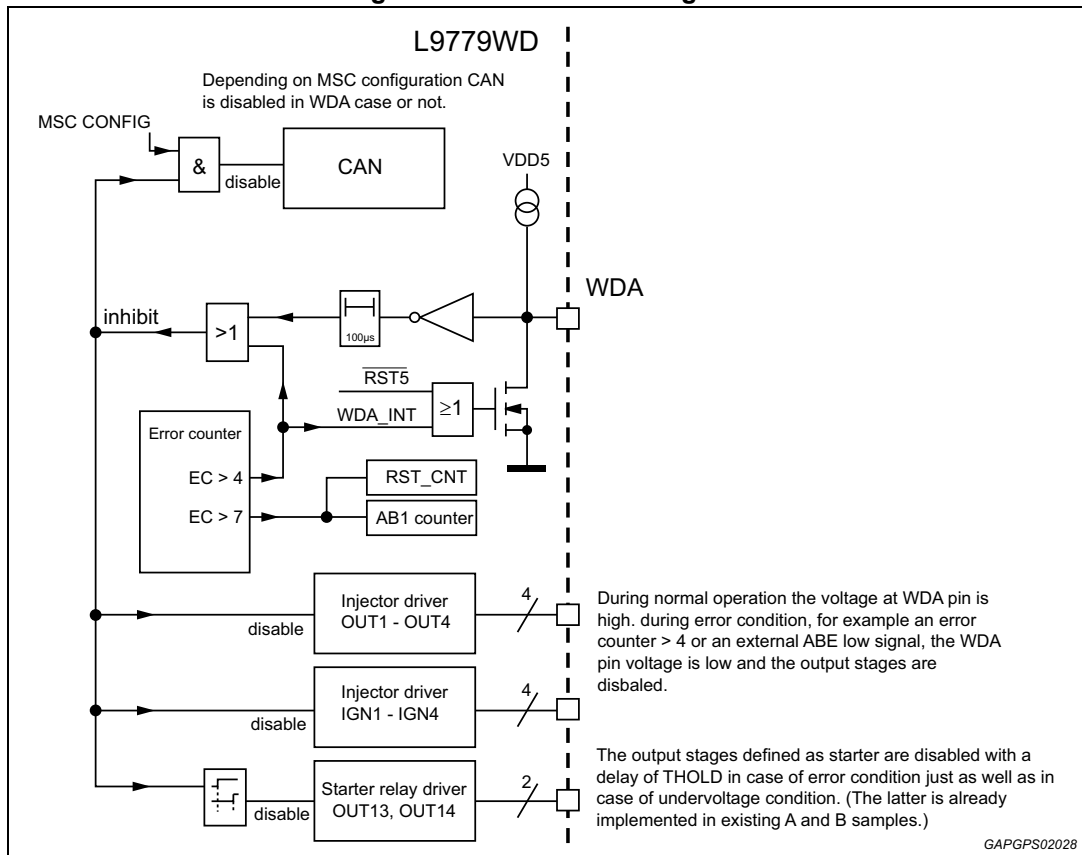 L9779WD
Depending on MSC configuration CAN
is disabled in WDA case or not.
MSC CONFIG
&
disable
CAN
VDD5
WDA
inhibit
>1
100µs
RST5
WDA_INT
≥1
Error counter
EC > 4
EC > 7
RST_CNT
AB1 counter
Injector driver
OUT1 - OUT4
disable
4
During normal operation the voltage at WDA pin is
high. during error condition, for example an error
counter > 4 or an external ABE low signal, the WDA
pin voltage is low and the output stages are
disbaled.
Injector driver
IGN1 - IGN4
disable
4
Starter relay driver
OUT13, OUT14
disable
2
The output stages defined as starter are disabled with a
delay of THOLD in case of error condition just as well as in
case of undervoltage condition. (The latter is already
implemented in existing A and B samples.)
GAPGPS02028